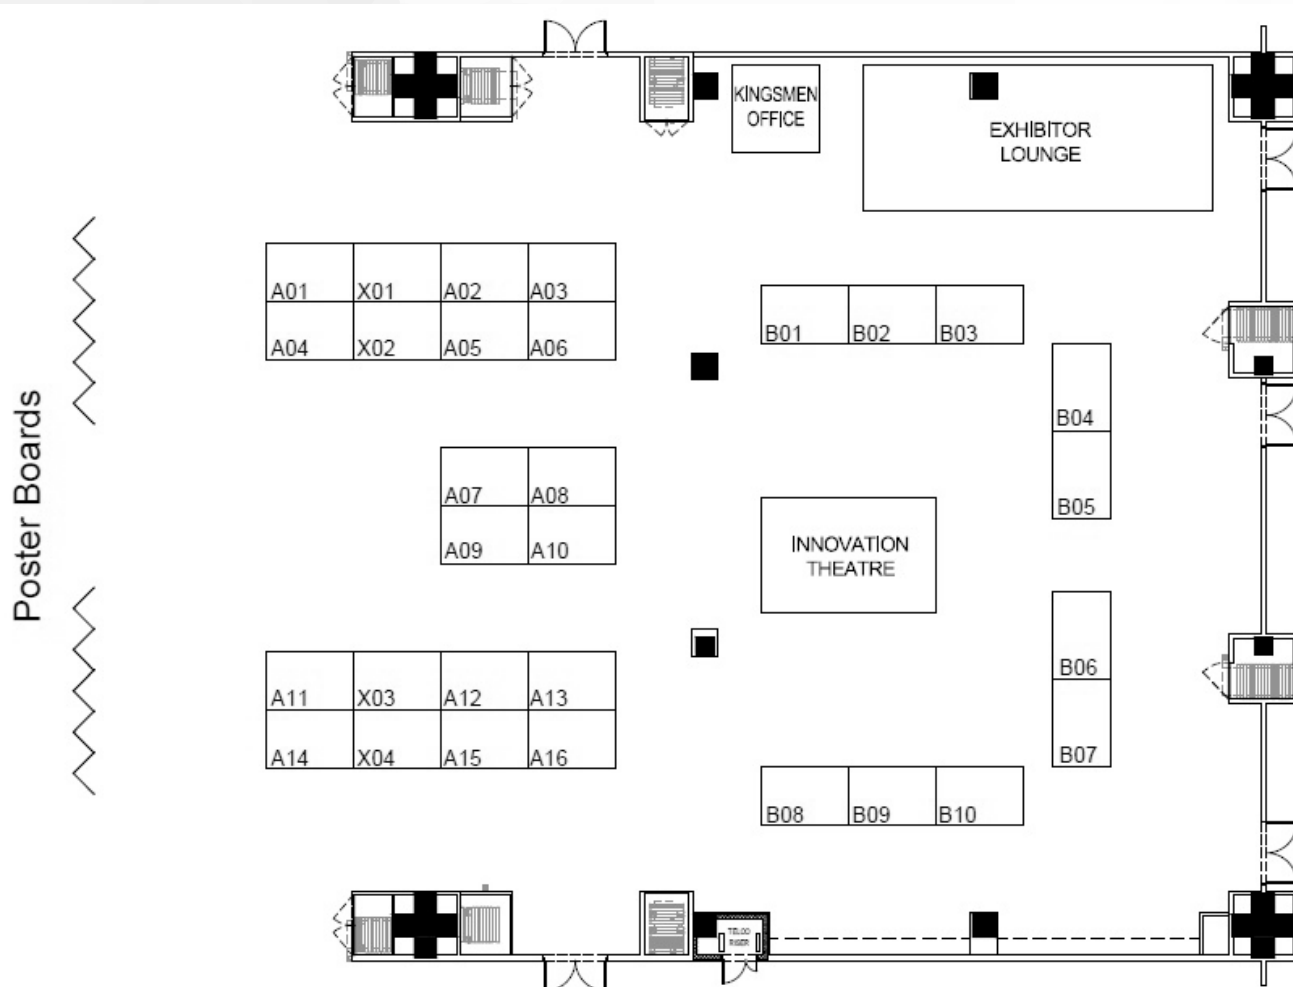 KINGSMEN
OFFICE
EXHIBITOR
LOUNGE
A01 X01 A02 A03
A04 X02 A05 A06
B01 B02 B03
B04
B05
Poster Boards
A07 A08
A09 A10
INNOVATION
THEATRE
B06
B07
A11 X03 A12 A13
A14 X04 A15 A16
B08 B09 B10
TELCO
RISER